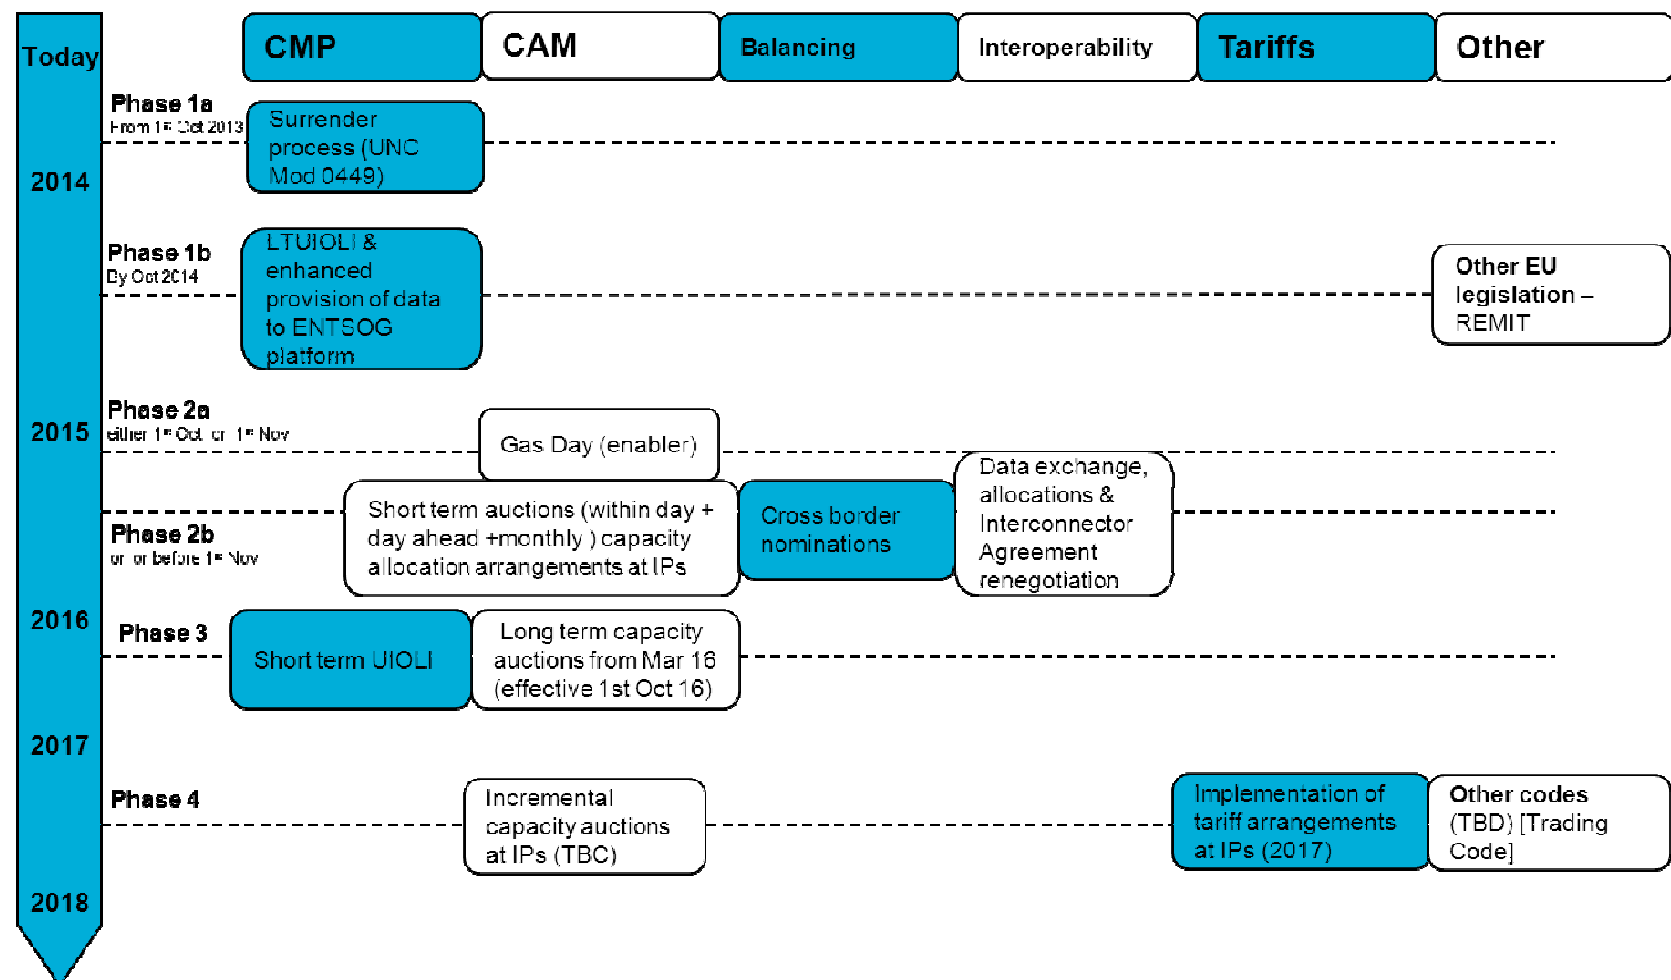 Today
CMP
CAM
Balancing
Interoperability
Tariffs
Other
Phase 1a
From 1st Oct 2013
Surrender
process (UNC
Mod 0449)
2014
Phase 1b
By Oct 2014
LTUIOLI &
enhanced
provision of data
to ENTSOG
platform
Other EU
legislation –
REMIT
Phase 2a
either 1st Oct or 1st Nov
2015
Gas Day (enabler)
Phase 2b
on or before 1st Nov
Short term auctions (within day +
day ahead +monthly ) capacity
allocation arrangements at IPs
Cross border
nominations
Data exchange,
allocations &
Interconnector
Agreement
renegotiation
2016
Phase 3
Short term UIOLI
Long term capacity
auctions from Mar 16
(effective 1st Oct 16)
2017
Phase 4
Incremental
capacity auctions
at IPs (TBC)
Implementation of
tariff arrangements
at IPs (2017)
Other codes
(TBD) [Trading
Code]
2018